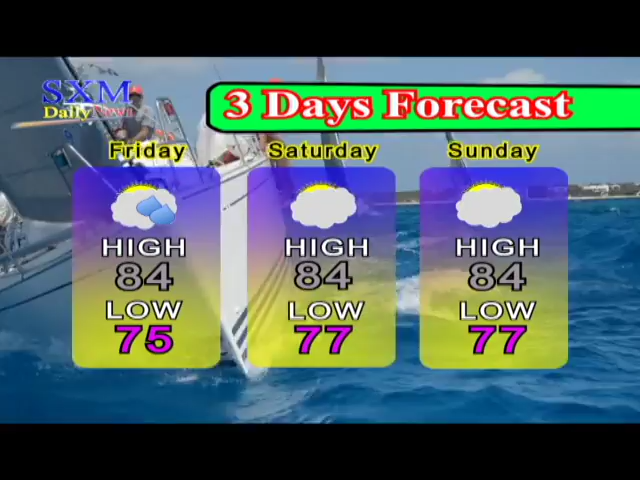 SXM
Daily News
3 Days Forecast
Friday
Saturday
Sunday
HIGH
84
LOW
75
HIGH
84
LOW
77
HIGH
84
LOW
77